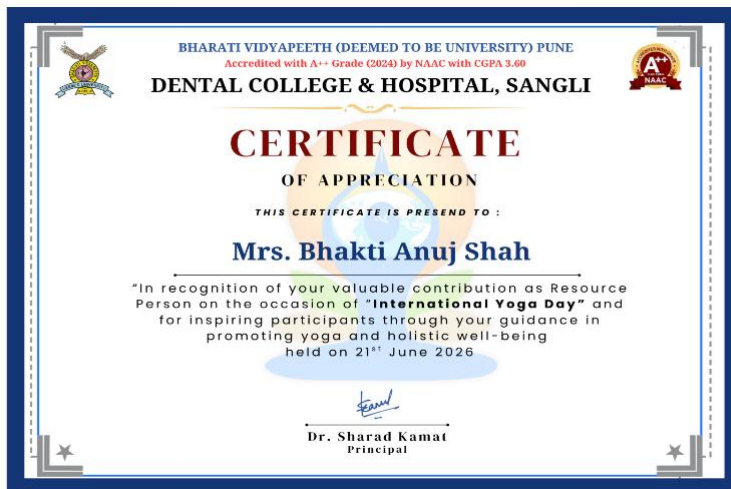 BHARATI VIDYAPEETH (DEEMED TO BE UNIVERSITY) PUNE
Accredited with A++ Grade (2024) by NAAC with CGPA 3.60
DENTAL COLLEGE & HOSPITAL, SANGLI
A++
NAAC
CERTIFICATE
OF APPRECIATION
THIS CERTIFICATE IS PRESEND TO :
Mrs. Bhakti Anuj Shah
"In recognition of your valuable contribution as Resource
Person on the occasion of "International Yoga Day" and
for inspiring participants through your guidance in
promoting yoga and holistic well-being
held on 21ST June 2026
Dr. Sharad Kamat
Principal